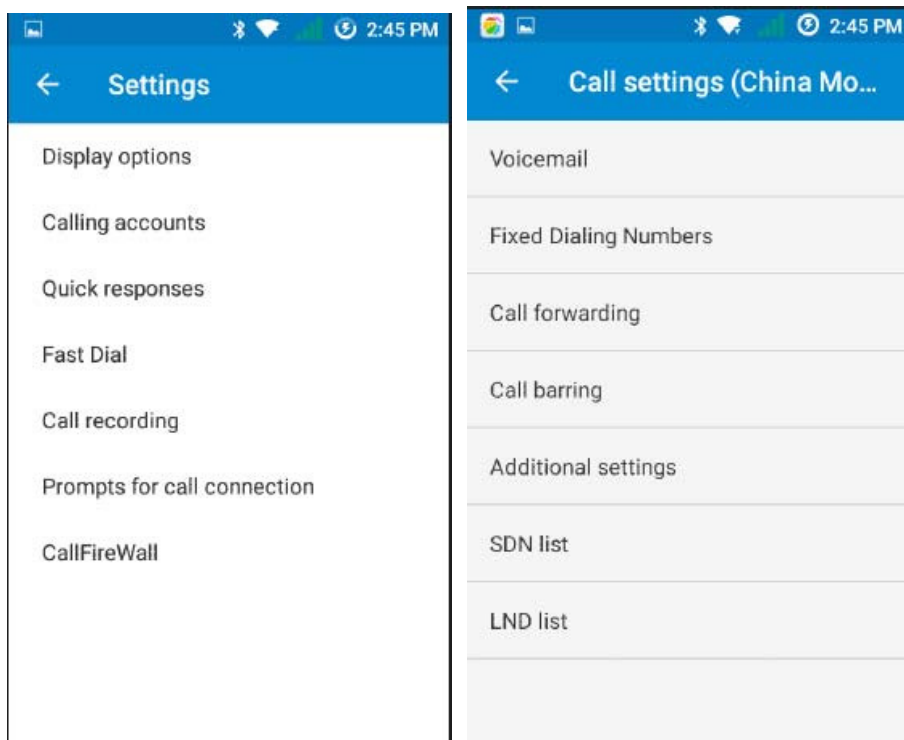 2:45 PM
Settings
Display options
Calling accounts
Quick responses
Fast Dial
Call recording
Prompts for call connection
CallFireWall
2:45 PM
Call settings (China Mo...
Voicemail
Fixed Dialing Numbers
Call forwarding
Call barring
Additional settings
SDN list
LND list